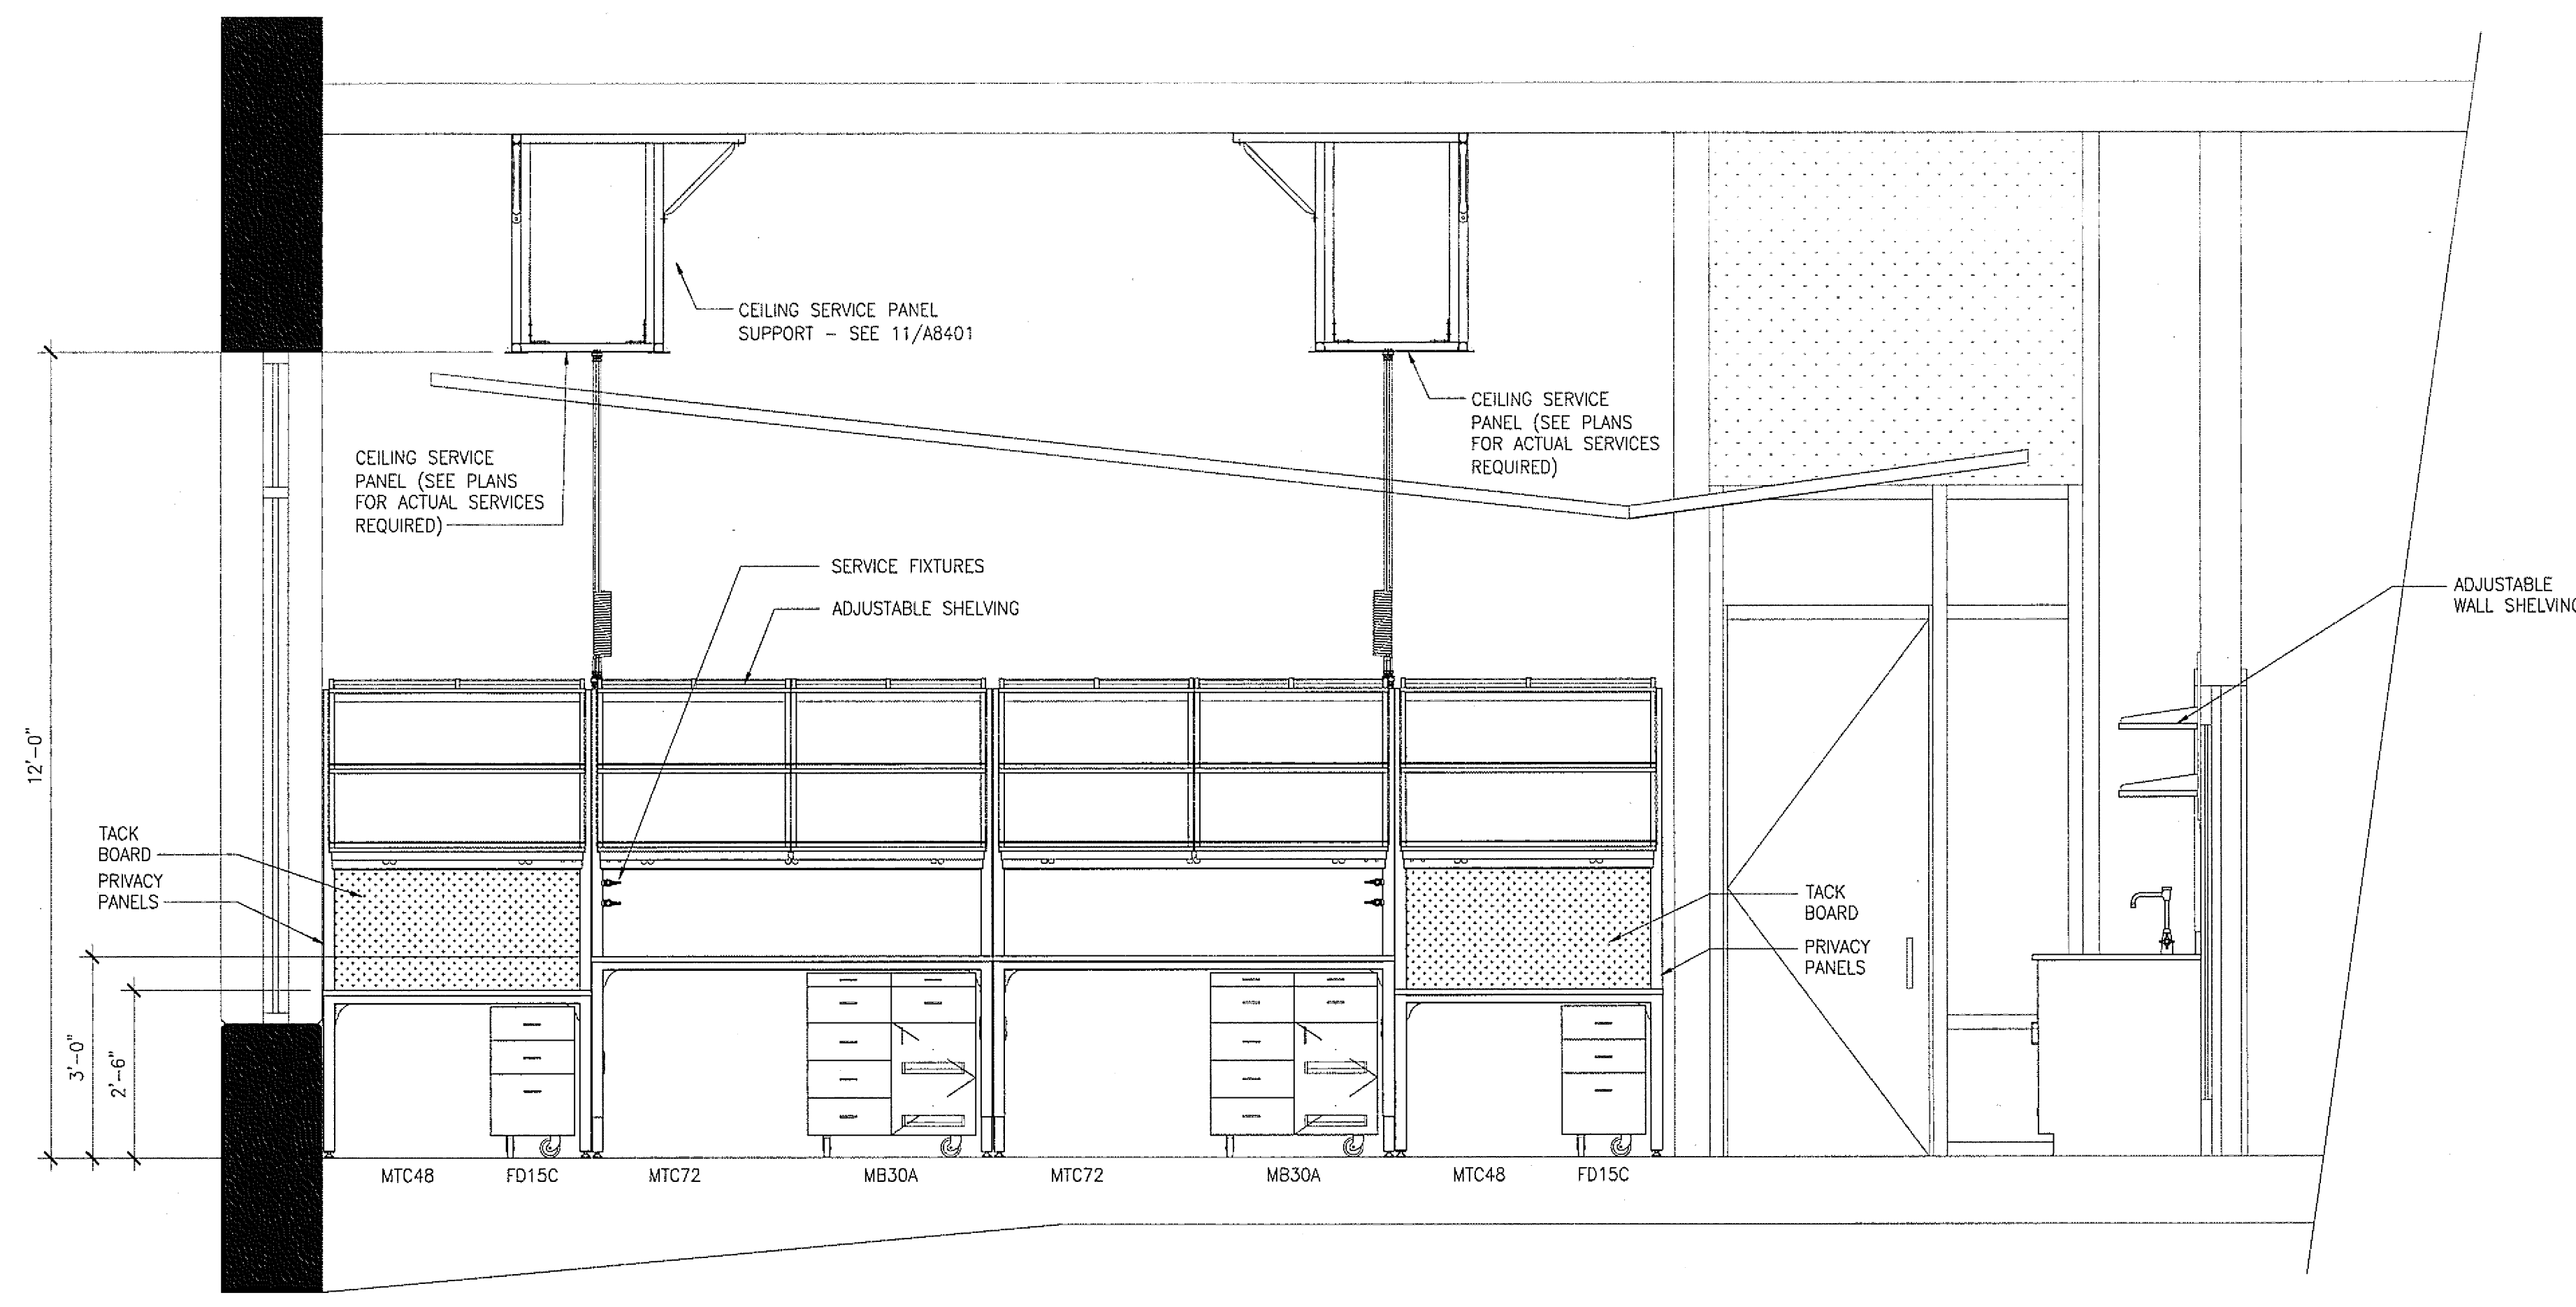 CEILING SERVICE PANEL
SUPPORT – SEE 11/A8401
CEILING SERVICE
PANEL (SEE PLANS
FOR ACTUAL SERVICES
REQUIRED)
CEILING SERVICE
PANEL (SEE PLANS
FOR ACTUAL SERVICES
REQUIRED)
SERVICE FIXTURES
ADJUSTABLE SHELVING
ADJUSTABLE
WALL SHELVING
12'-0"
TACK
BOARD
PRIVACY
PANELS
TACK
BOARD
PRIVACY
PANELS
3'-0"
2'-6"
MTC48
FD15C
MTC72
MB30A
MTC72
MB30A
MTC48
FD15C